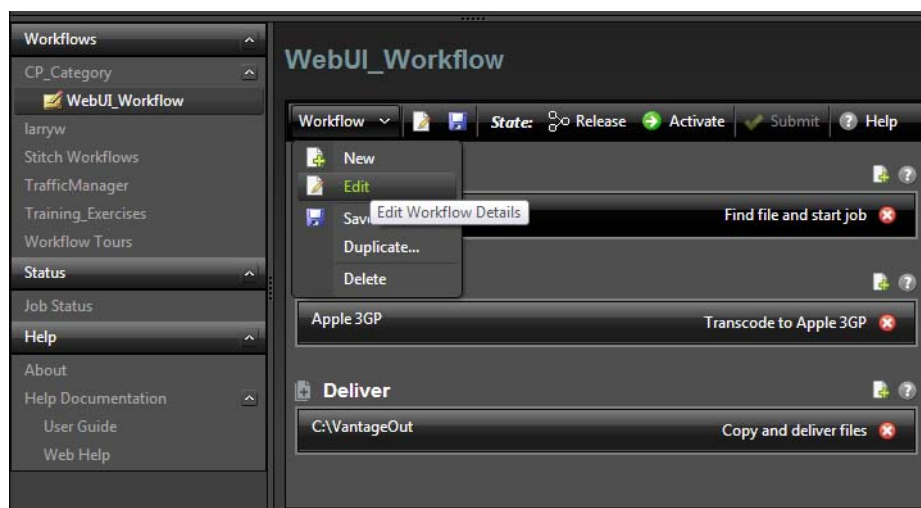 Workflows
CP_Category
WebUI_Workflow
larryw
Stitch Workflows
TrafficManager
Training_Exercises
Workflow Tours
Status
Job Status
Help
About
Help Documentation
User Guide
Web Help
WebUI_Workflow
Workflow State: Release Activate Submit ? Help
New
Edit
Save
Edit Workflow Details
Duplicate...
Delete
?
Find file and start job
?
Apple 3GP Transcode to Apple 3GP
Deliver ?
C:\VantageOut Copy and deliver files